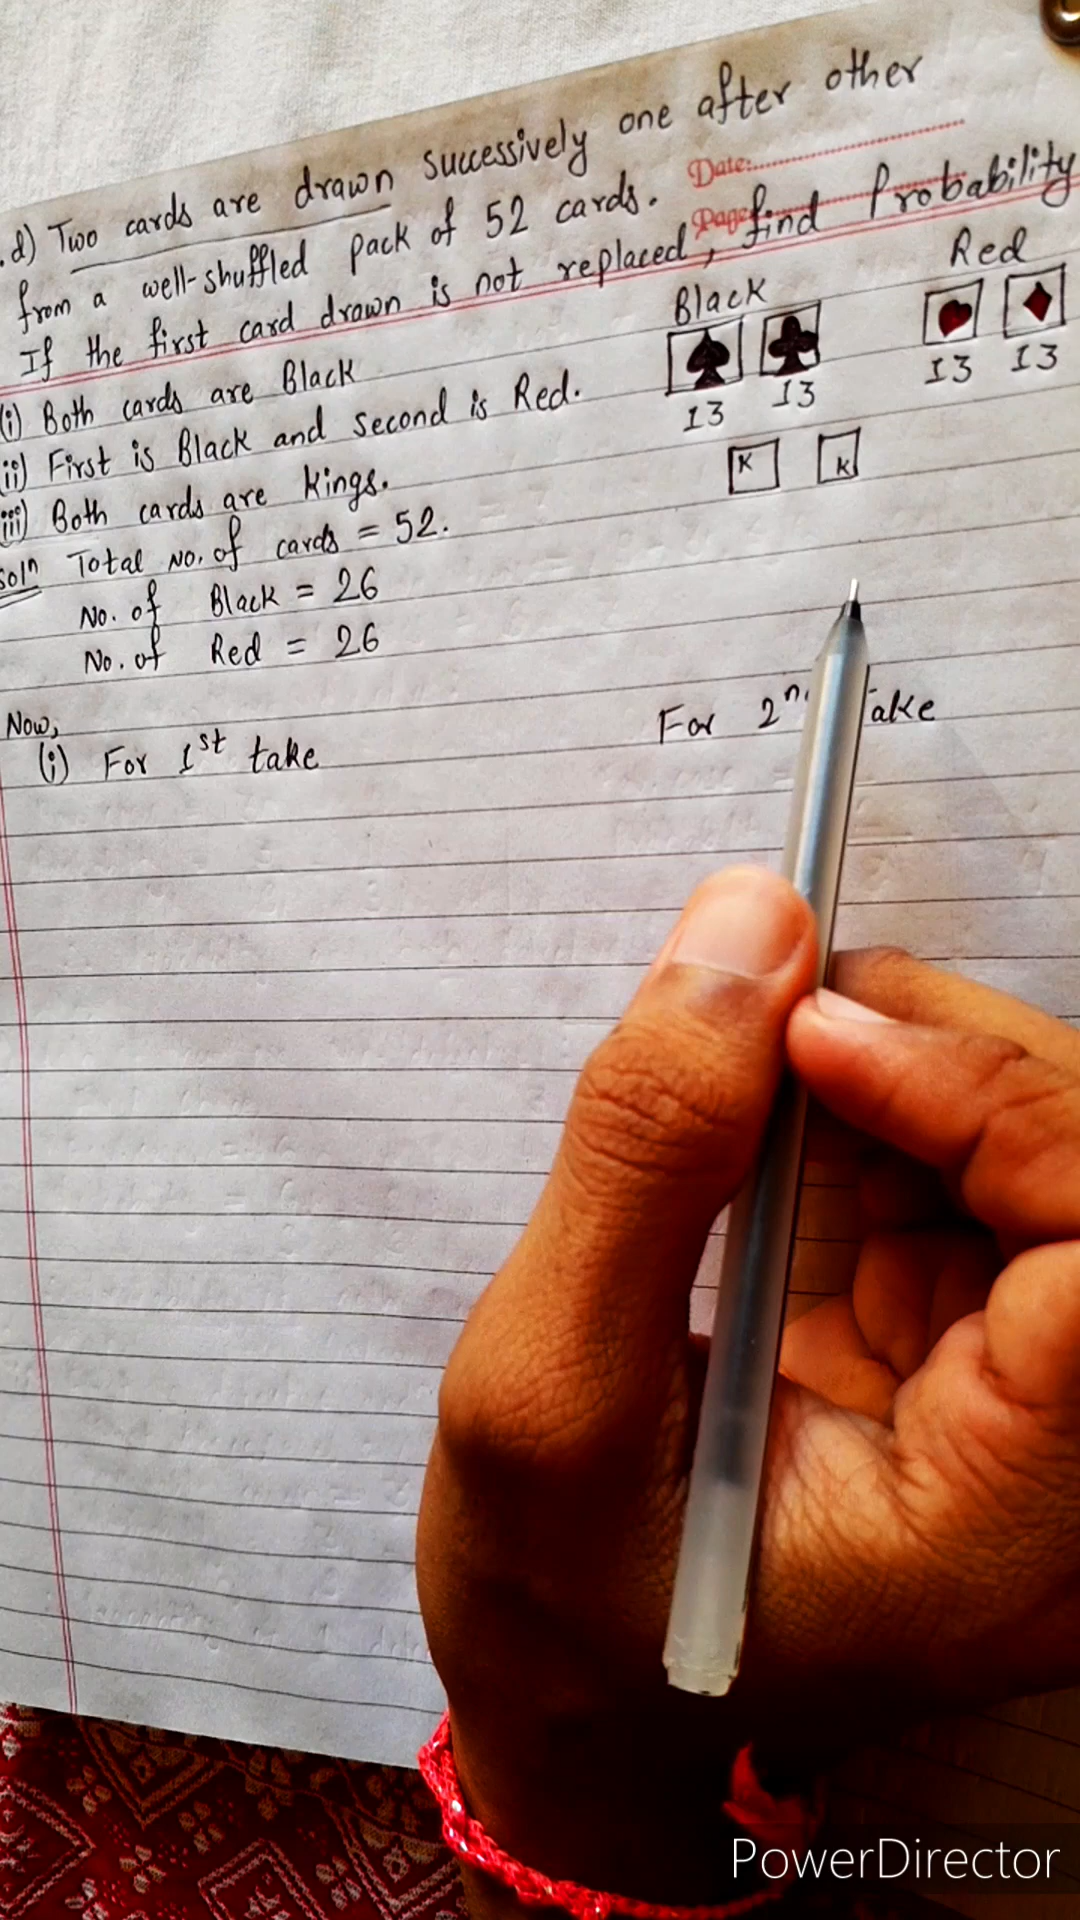 .d) Two cards are drawn successively one after other
from a well-shuffled pack of 52 cards.
Date:
Page
If the first card drawn is not replaced, find Probability
Black
Red
13 13
13 13
(i) Both cards are Black
(ii) First is Black and second is Red.
K K
(iii) Both cards are Kings.
Soln Total No. of cards = 52.
No. of Black = 26
No. of Red = 26
Now,
(i) For 1st take
For 2n ake
PowerDirector